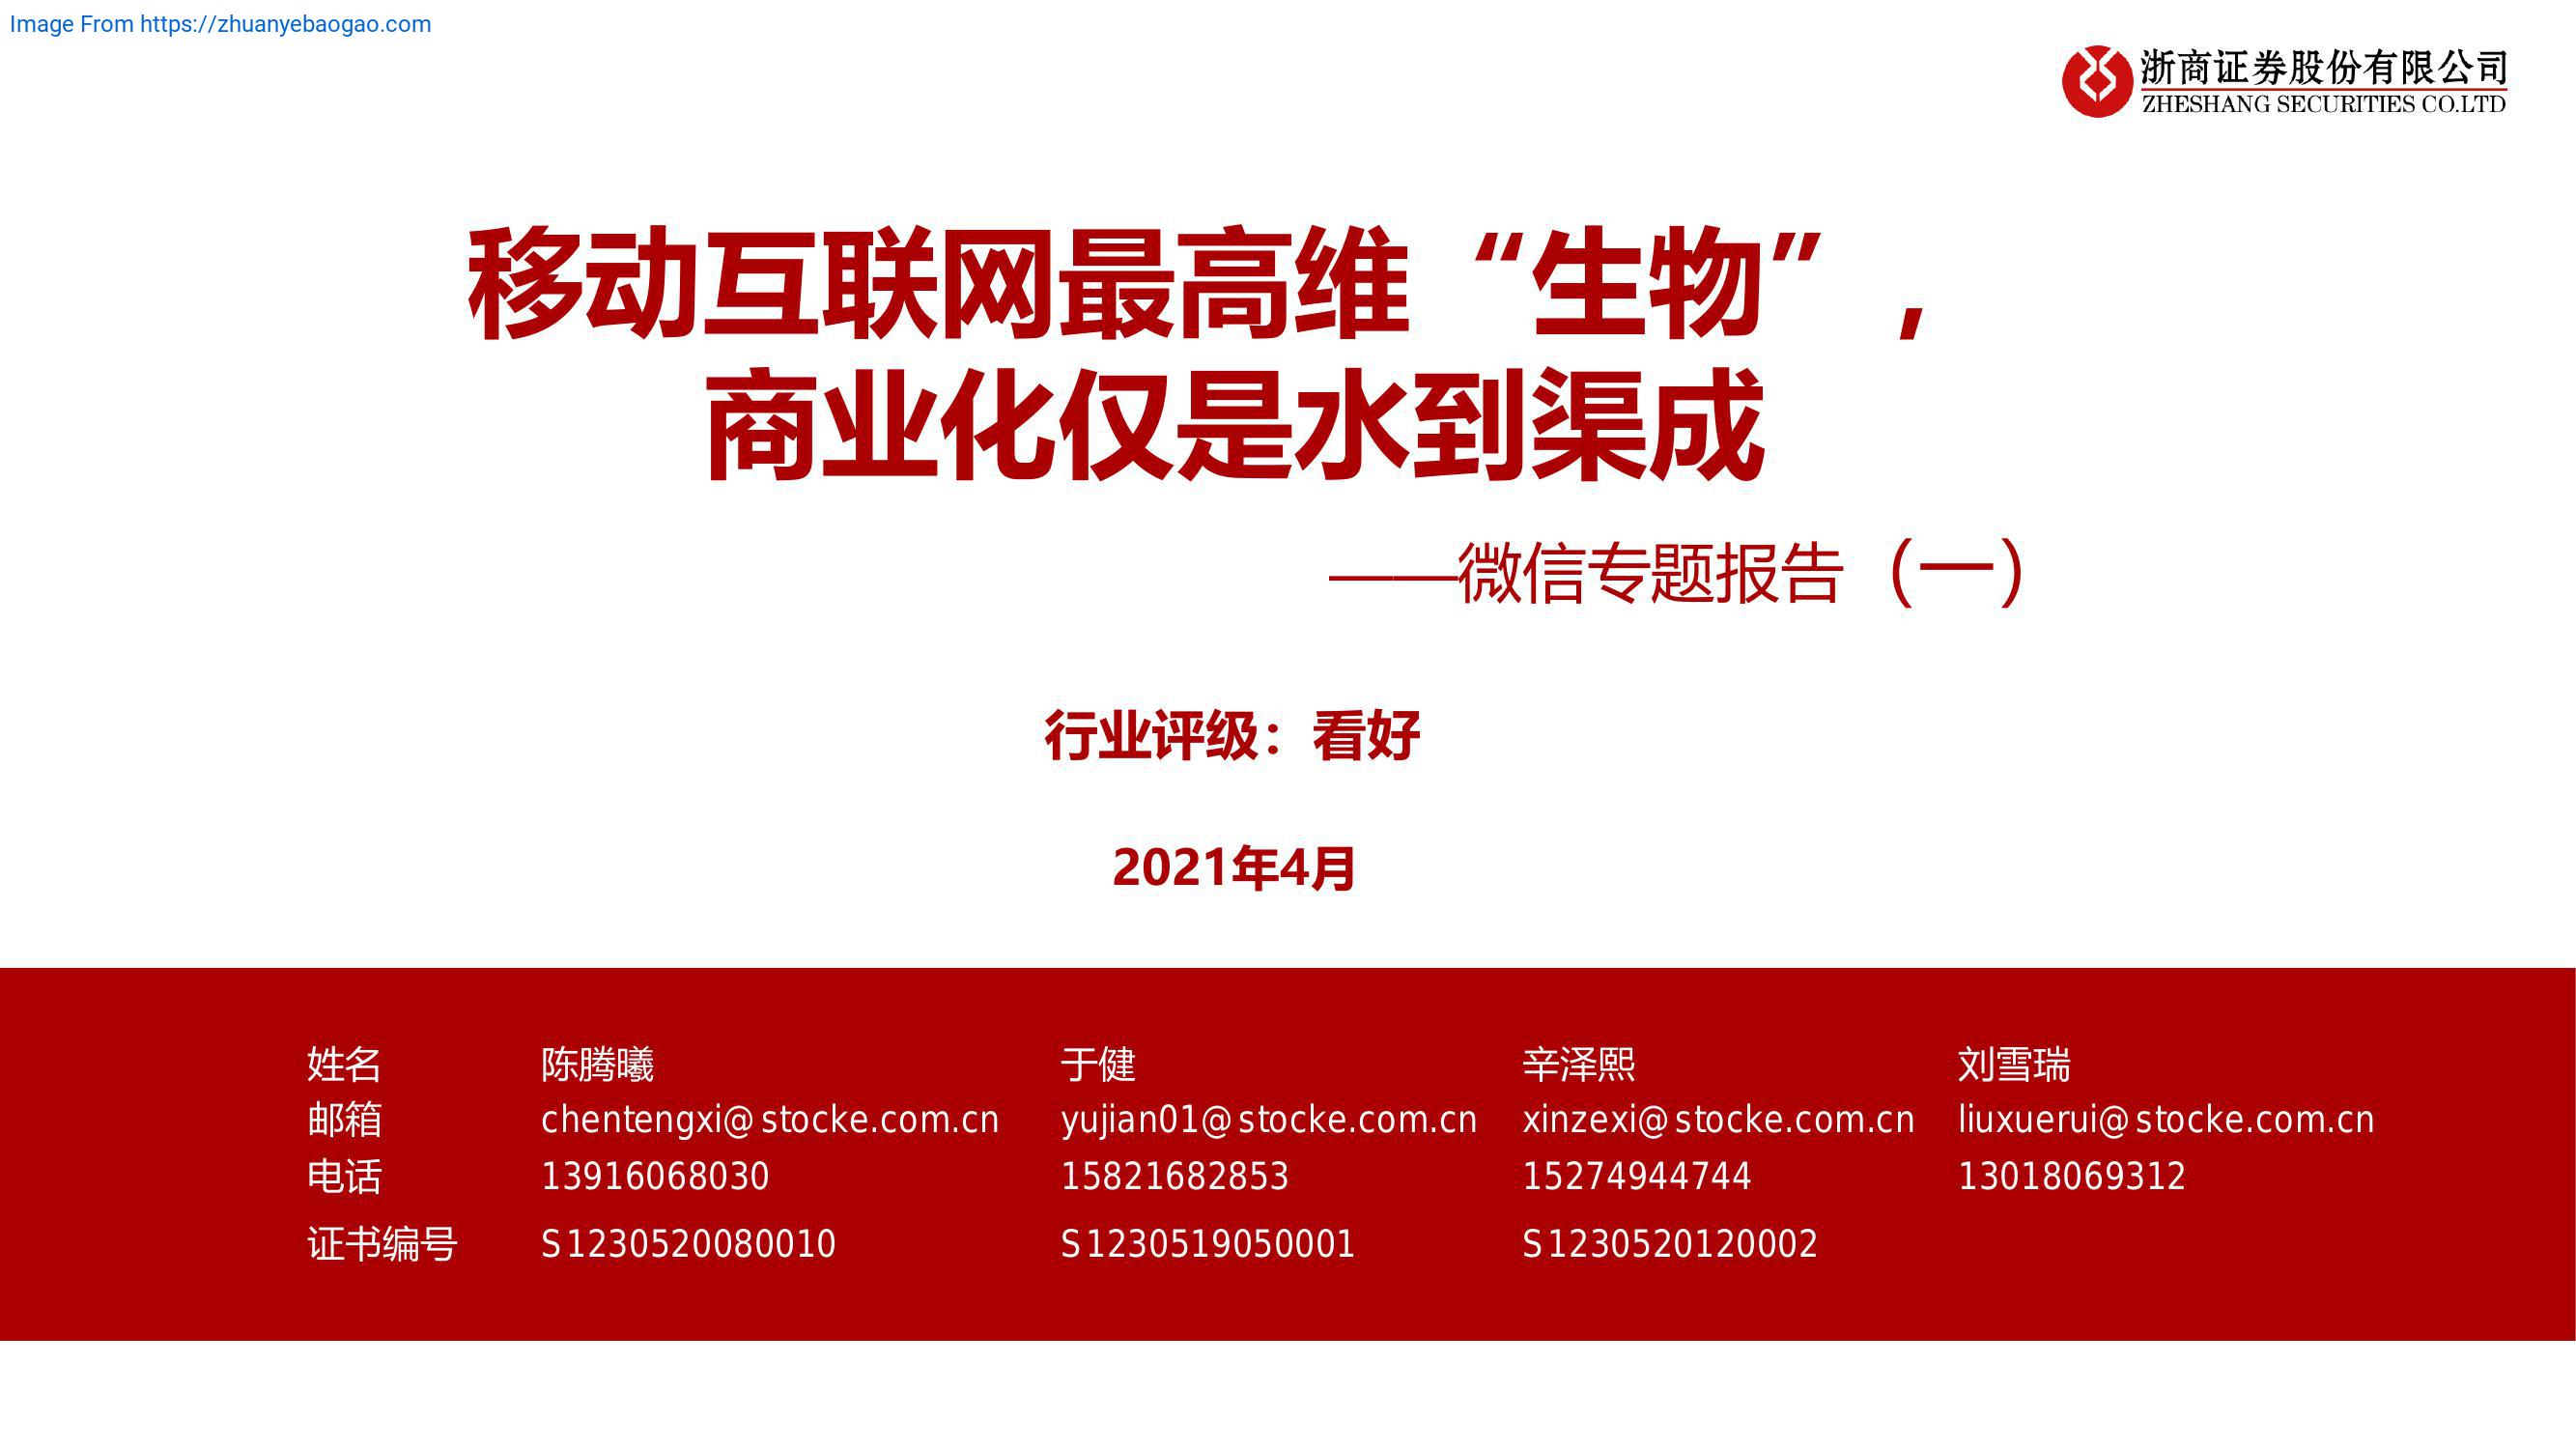 Image From https://zhuanyebaogao.com
浙商证券股份有限公司
ZHESHANG SECURITIES CO.LTD
移动互联网最高维“生物”,
商业化仅是水到渠成
——微信专题报告（一）
行业评级：看好
2021年4月
姓名 陈腾曦 于健 辛泽熙 刘雪瑞
邮箱 chentengxi@stocke.com.cn yujian01@stocke.com.cn xinzexi@stocke.com.cn liuxuerui@stocke.com.cn
电话 13916068030 15821682853 15274944744 13018069312
证书编号 S1230520080010 S1230519050001 S1230520120002